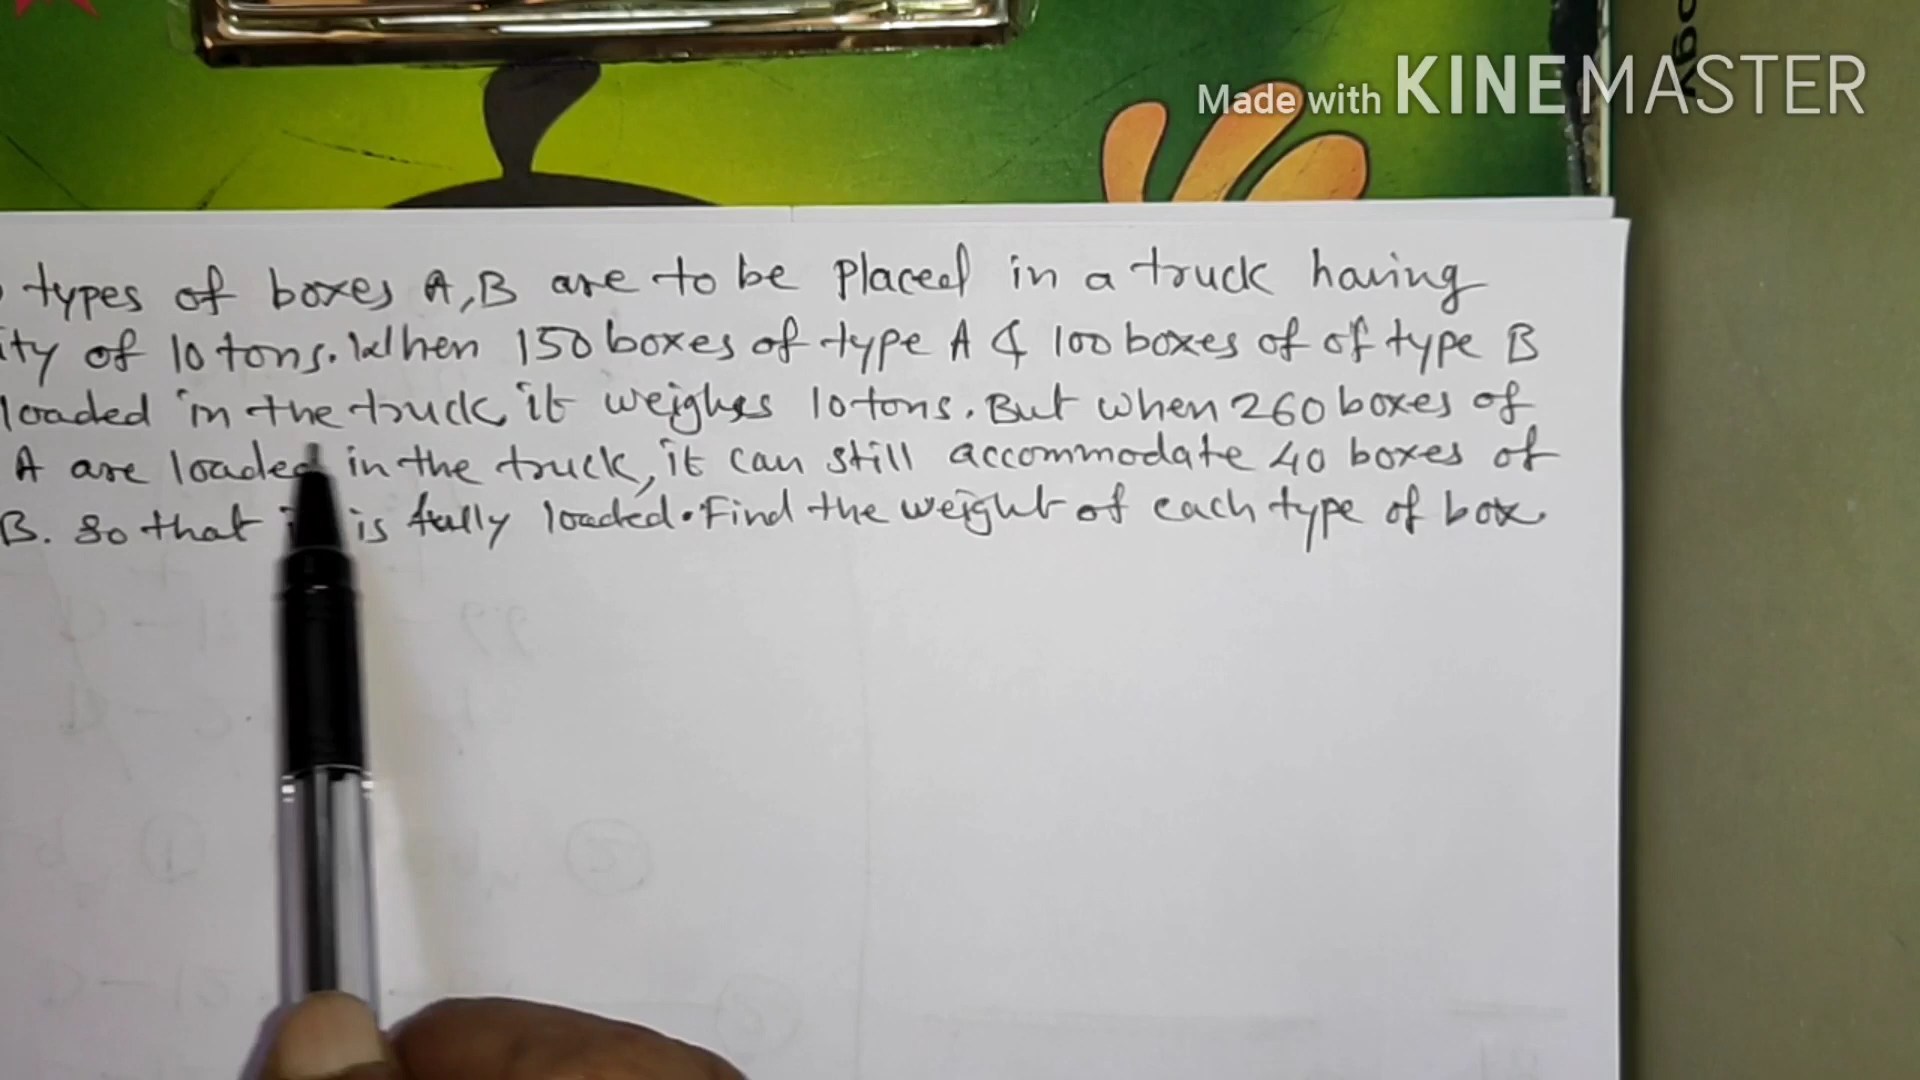 Made with KINEMASTER
types of boxes A, B are to be placed in a truck having
ity of 10 tons. When 150 boxes of type A & 100 boxes of of type B
loaded in the truck, it weighs 10 tons. But when 260 boxes of
A are loaded in the truck, it can still accommodate 40 boxes of
B. so that is fully loaded. Find the weight of each type of box.